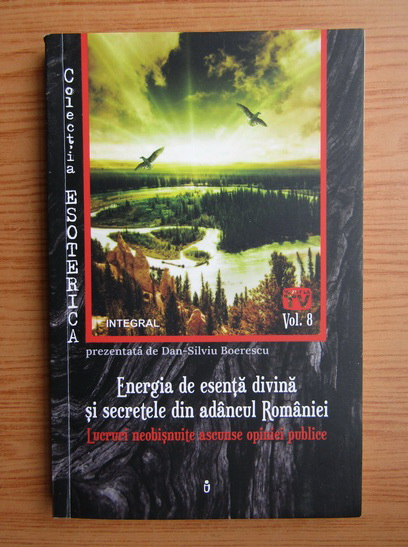 Colecția ESOTERICA
INTEGRAL
Vol. 8
prezentată de Dan-Silviu Boerescu
Energia de esență divină
și secretele din adâncul României
Lucruri neobișnuite ascunse opiniei publice